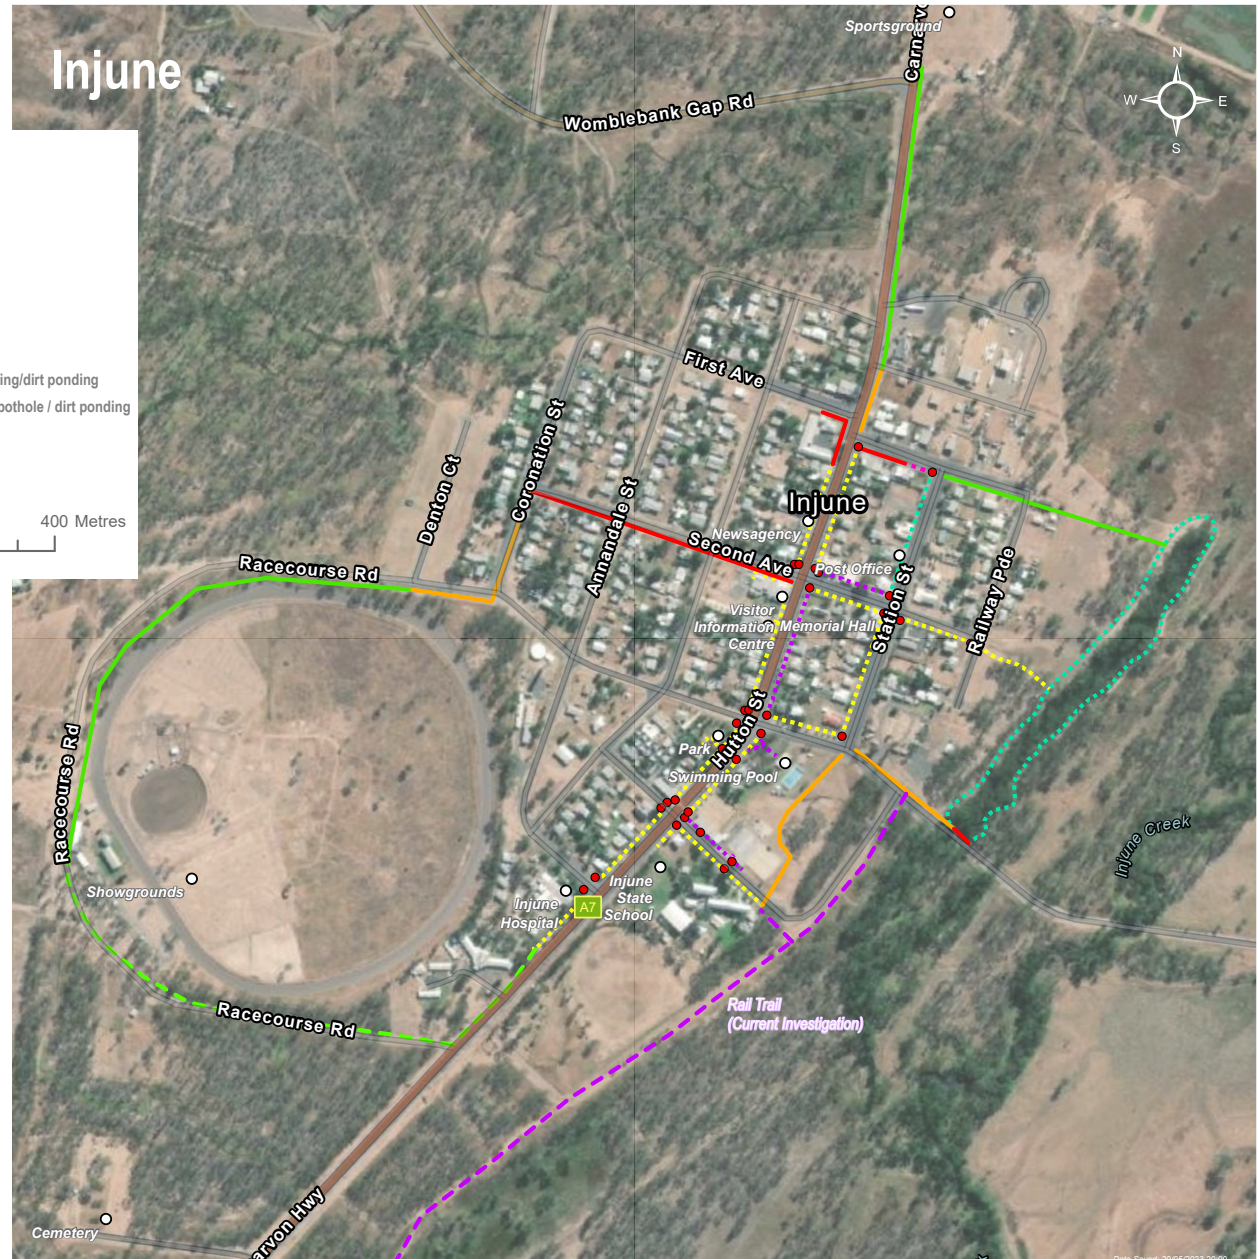 Injune
Sportsground
Carnarvo
N
W
E
S
Womblebank Gap Rd
ing/dirt ponding
pothole / dirt ponding
400 Metres
First Ave
Coronation St
Denton Ct
Annandale St
Injune
Newsagency
Second Ave
Post Office
Racecourse Rd
Visitor
Information
Centre
Memorial Hall
Station St
Railway Pde
Hutton St
Park
Swimming Pool
Racecourse Rd
Injune Creek
Showgrounds
Injune
State
School
Injune
Hospital
A7
Rail Trail
(Current Investigation)
Racecourse Rd
Cemetery
arvon Hwy